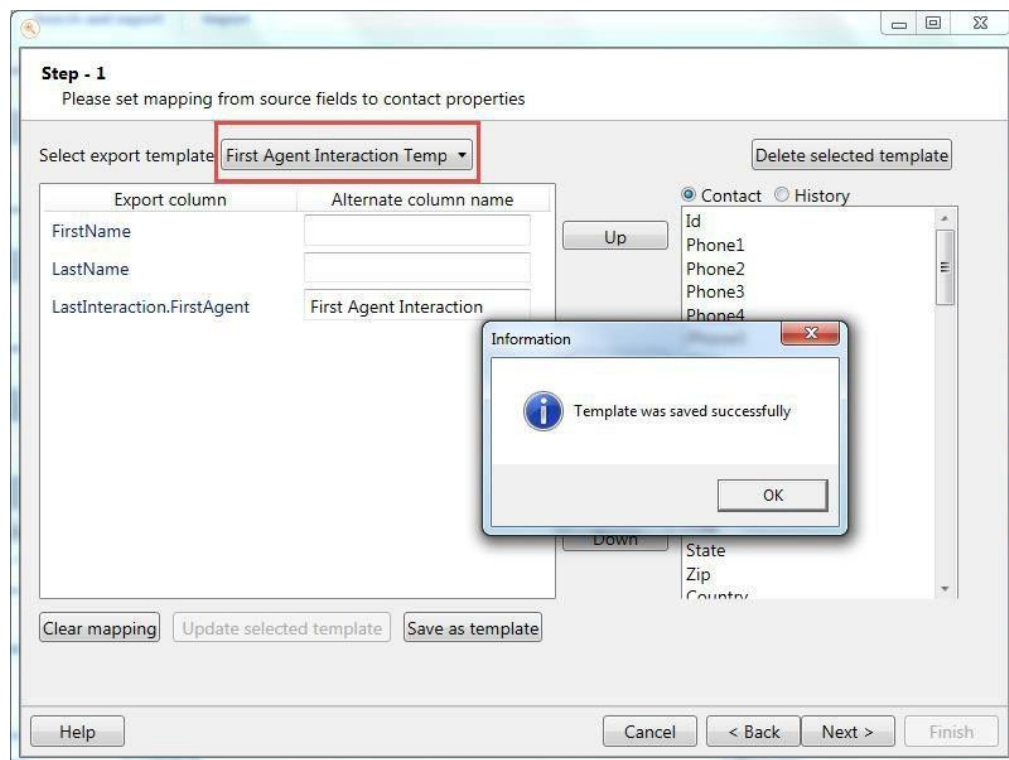 Step - 1
Please set mapping from source fields to contact properties
Select export template First Agent Interaction Temp
Delete selected template
Export column Alternate column name
Contact History
FirstName
LastName
LastInteraction.FirstAgent First Agent Interaction
Up
Id
Phone1
Phone2
Phone3
Phone4
Information
Template was saved successfully
OK
Down
State
Zip
Country
Clear mapping Update selected template Save as template
Help Cancel < Back Next > Finish